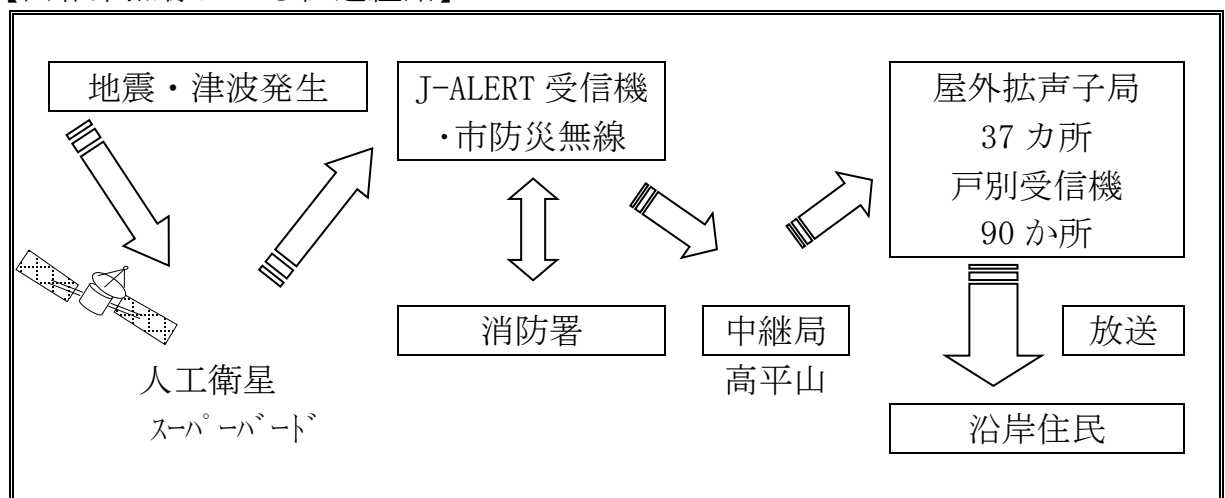 地震・津波発生
J-ALERT 受信機
・市防災無線
屋外拡声子局
37 カ所
戸別受信機
90 か所
消防署
中継局
高平山
放送
人工衛星
ｽｰﾊﾟｰﾊﾞｰﾄﾞ
沿岸住民